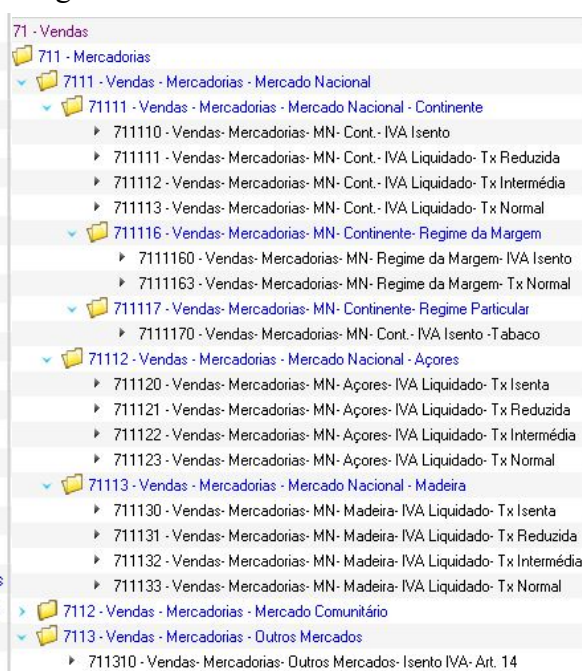 71 - Vendas
711 - Mercadorias
7111 - Vendas - Mercadorias - Mercado Nacional
71111 - Vendas - Mercadorias - Mercado Nacional - Continente
711110 - Vendas- Mercadorias- MN- Cont.- IVA Isento
711111 - Vendas- Mercadorias- MN- Cont.- IVA Liquidado- Tx Reduzida
711112 - Vendas- Mercadorias- MN- Cont.- IVA Liquidado- Tx Intermédia
711113 - Vendas- Mercadorias- MN- Cont.- IVA Liquidado- Tx Normal
711116 - Vendas- Mercadorias- MN- Continente- Regime da Margem
7111160 - Vendas- Mercadorias- MN- Regime da Margem- IVA Isento
7111163 - Vendas- Mercadorias- MN- Regime da Margem- Tx Normal
711117 - Vendas- Mercadorias- MN- Continente- Regime Particular
7111170 - Vendas- Mercadorias- MN- Cont.- IVA Isento -Tabaco
71112 - Vendas - Mercadorias - Mercado Nacional - Açores
711120 - Vendas- Mercadorias- MN- Açores- IVA Liquidado- Tx Isenta
711121 - Vendas- Mercadorias- MN- Açores- IVA Liquidado- Tx Reduzida
711122 - Vendas- Mercadorias- MN- Açores- IVA Liquidado- Tx Intermédia
711123 - Vendas- Mercadorias- MN- Açores- IVA Liquidado- Tx Normal
71113 - Vendas - Mercadorias - Mercado Nacional - Madeira
711130 - Vendas- Mercadorias- MN- Madeira- IVA Liquidado- Tx Isenta
711131 - Vendas- Mercadorias- MN- Madeira- IVA Liquidado- Tx Reduzida
711132 - Vendas- Mercadorias- MN- Madeira- IVA Liquidado- Tx Intermédia
711133 - Vendas- Mercadorias- MN- Madeira- IVA Liquidado- Tx Normal
7112 - Vendas - Mercadorias - Mercado Comunitário
7113 - Vendas - Mercadorias - Outros Mercados
711310 - Vendas- Mercadorias- Outros Mercados- Isento IVA- Art. 14